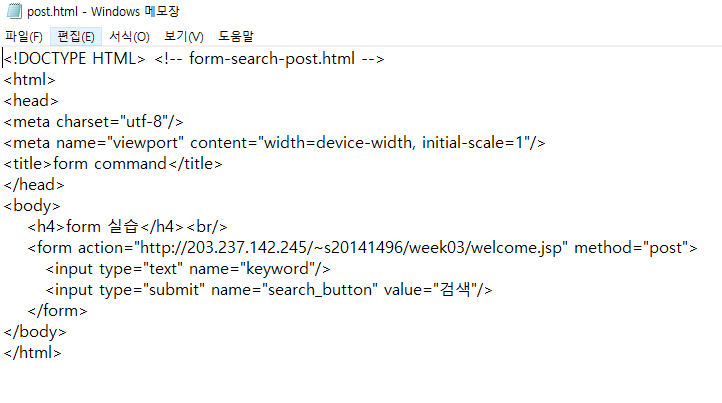 post.html - Windows 메모장
파일(F) 편집(E) 서식(O) 보기(V) 도움말
<!DOCTYPE HTML> <!-- form-search-post.html -->
<html>
<head>
<meta charset="utf-8"/>
<meta name="viewport" content="width=device-width, initial-scale=1"/>
<title>form command</title>
</head>
<body>
<h4>form 실습</h4><br/>
<form action="http://203.237.142.245/~s20141496/week03/welcome.jsp" method="post">
<input type="text" name="keyword"/>
<input type="submit" name="search_button" value="검색"/>
</form>
</body>
</html>